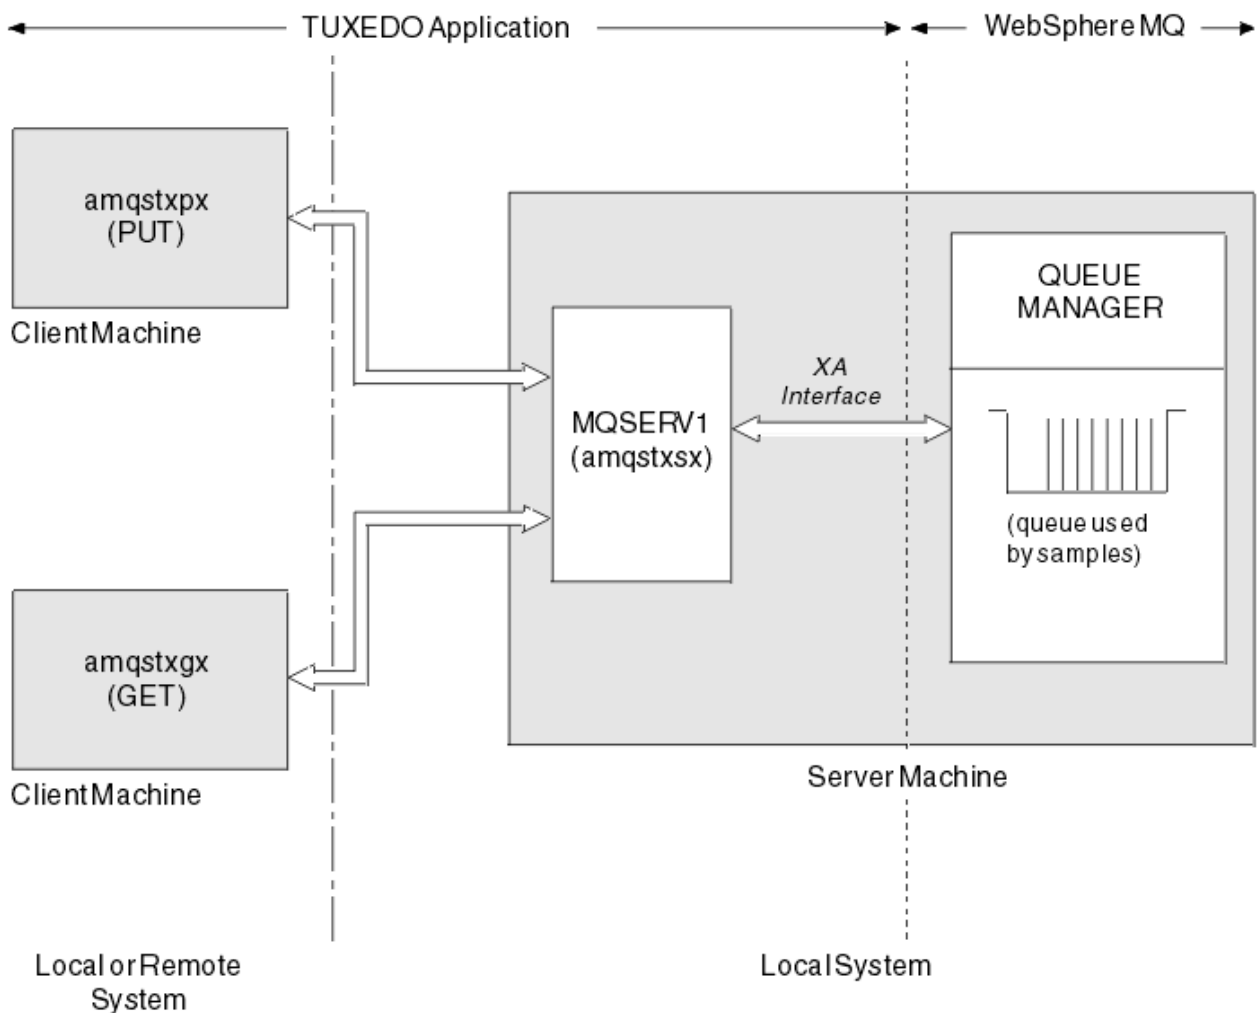 TUXEDO Application
WebSphere MQ
amqstxpx
(PUT)
Client Machine
QUEUE
MANAGER
XA
Interface
MQSERV1
(amqstxsx)
(queue used
by samples)
amqstxgx
(GET)
Client Machine
Server Machine
Local or Remote
System
Local System